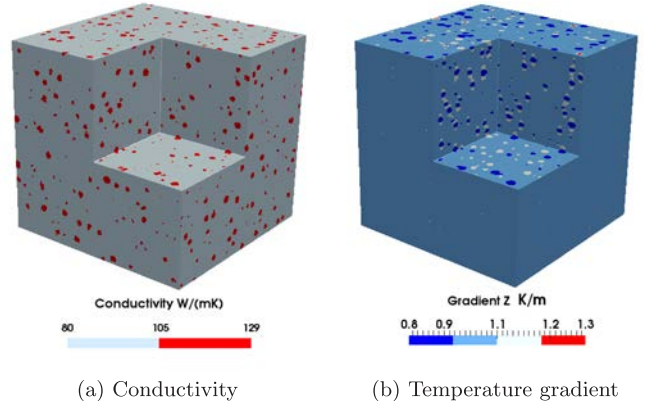 Conductivity W/(mK)
80 105 129
(a) Conductivity
Gradient Z K/m
0.8 0.9 1.1 1.2 1.3
(b) Temperature gradient